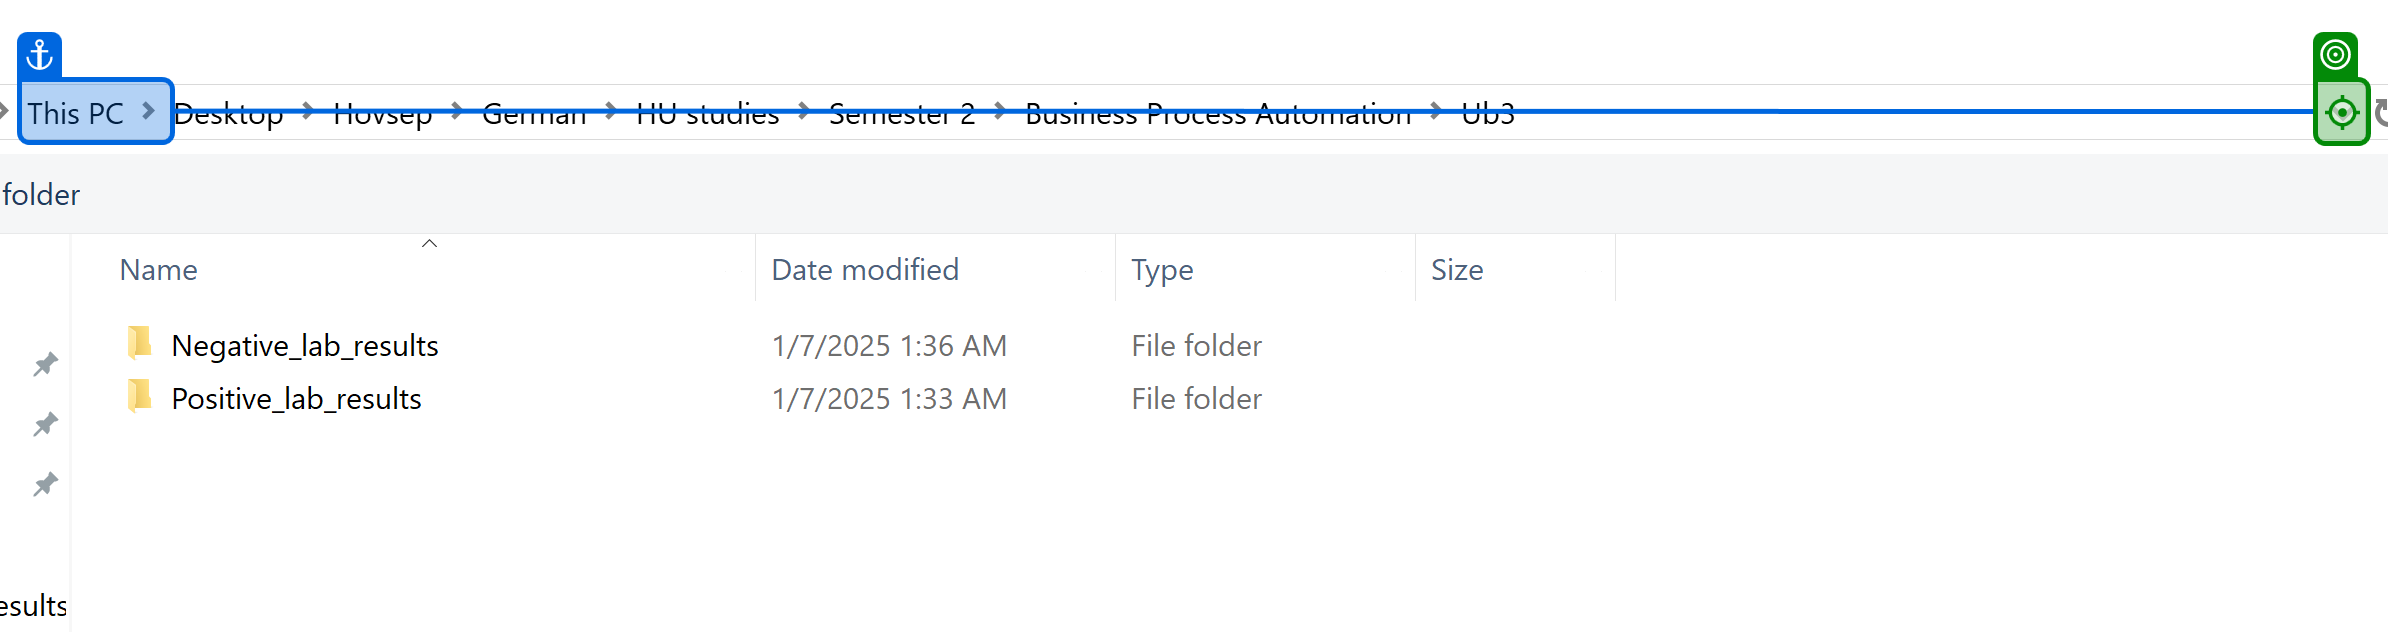 This PC > Desktop > Hovsep > German > HU studies > Semester 2 > Business Process Automation > Ub3
folder
Name Date modified Type Size
Negative_lab_results 1/7/2025 1:36 AM File folder
Positive_lab_results 1/7/2025 1:33 AM File folder
esults